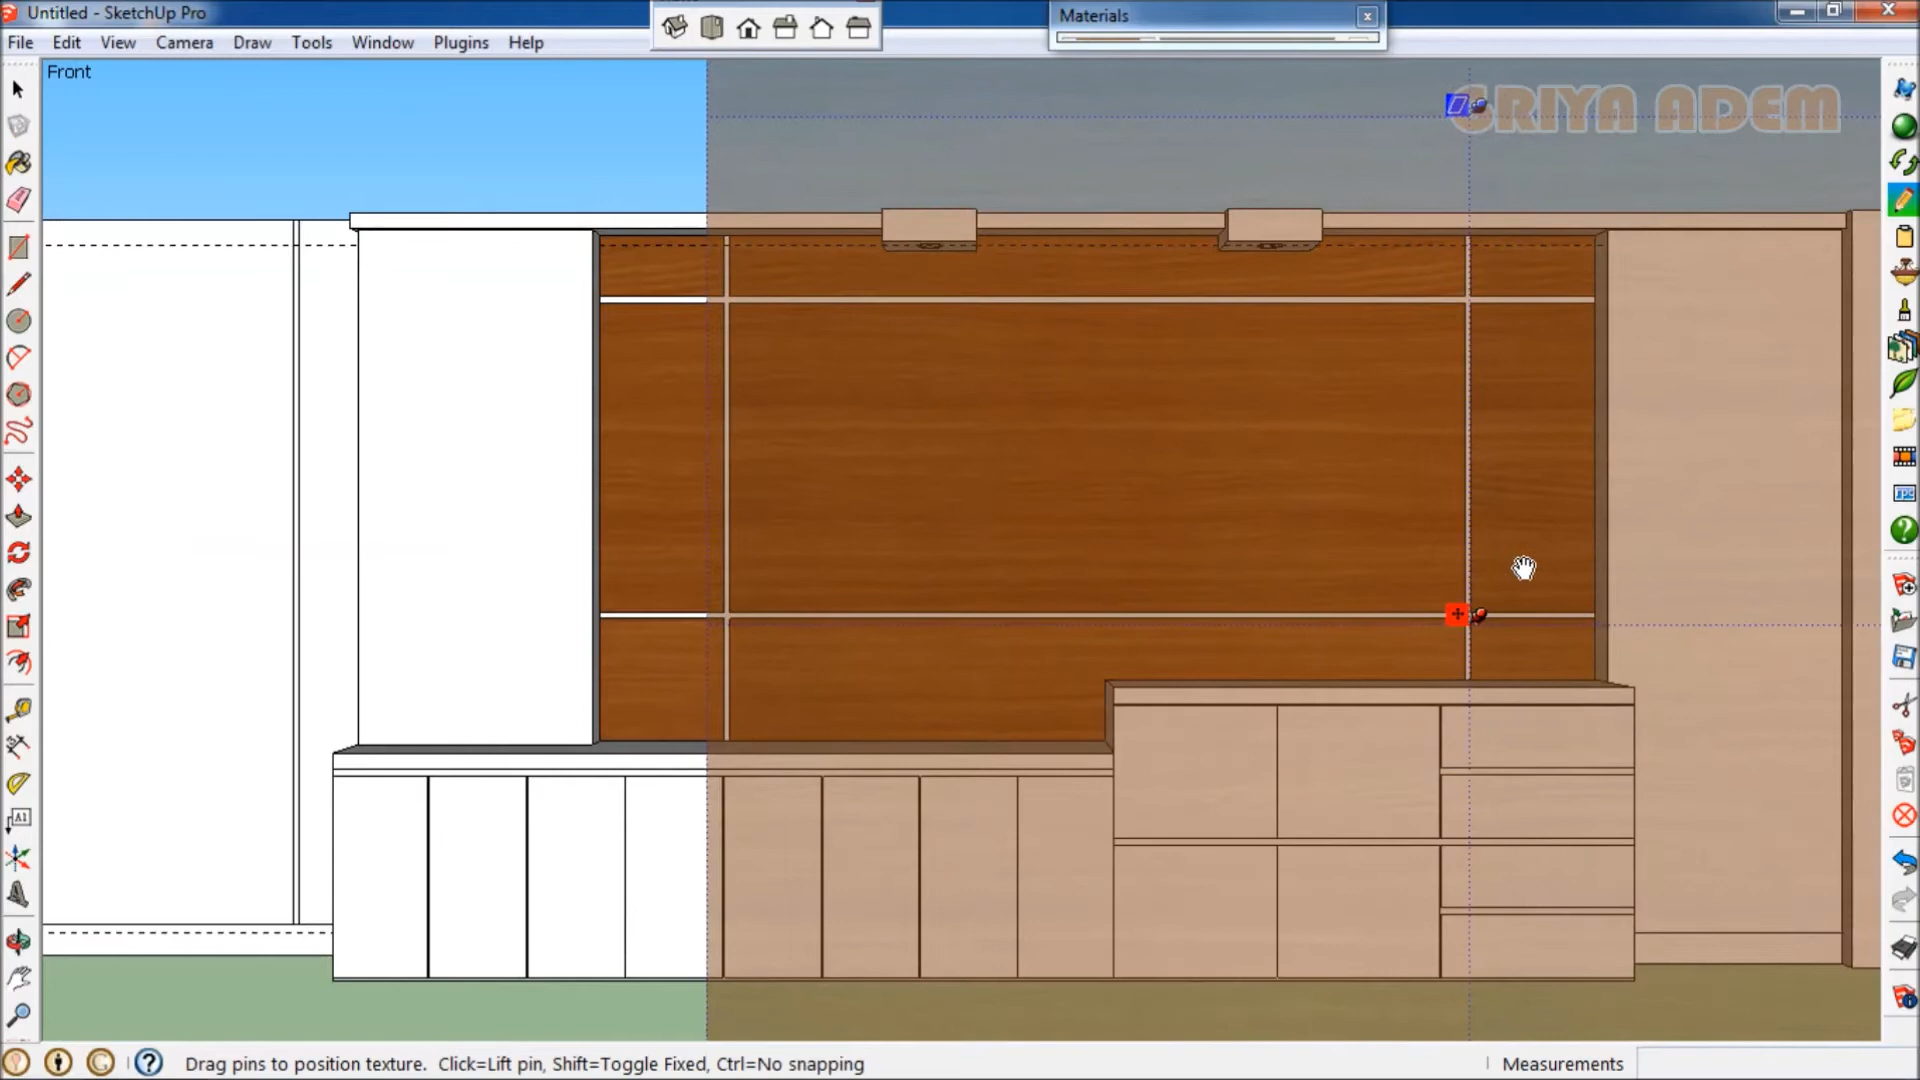 Untitled - SketchUp Pro
Materials
File Edit View Camera Draw Tools Window Plugins Help
Front
GRIYA ADEM
Drag pins to position texture. Click=Lift pin, Shift=Toggle Fixed, Ctrl=No snapping
Measurements